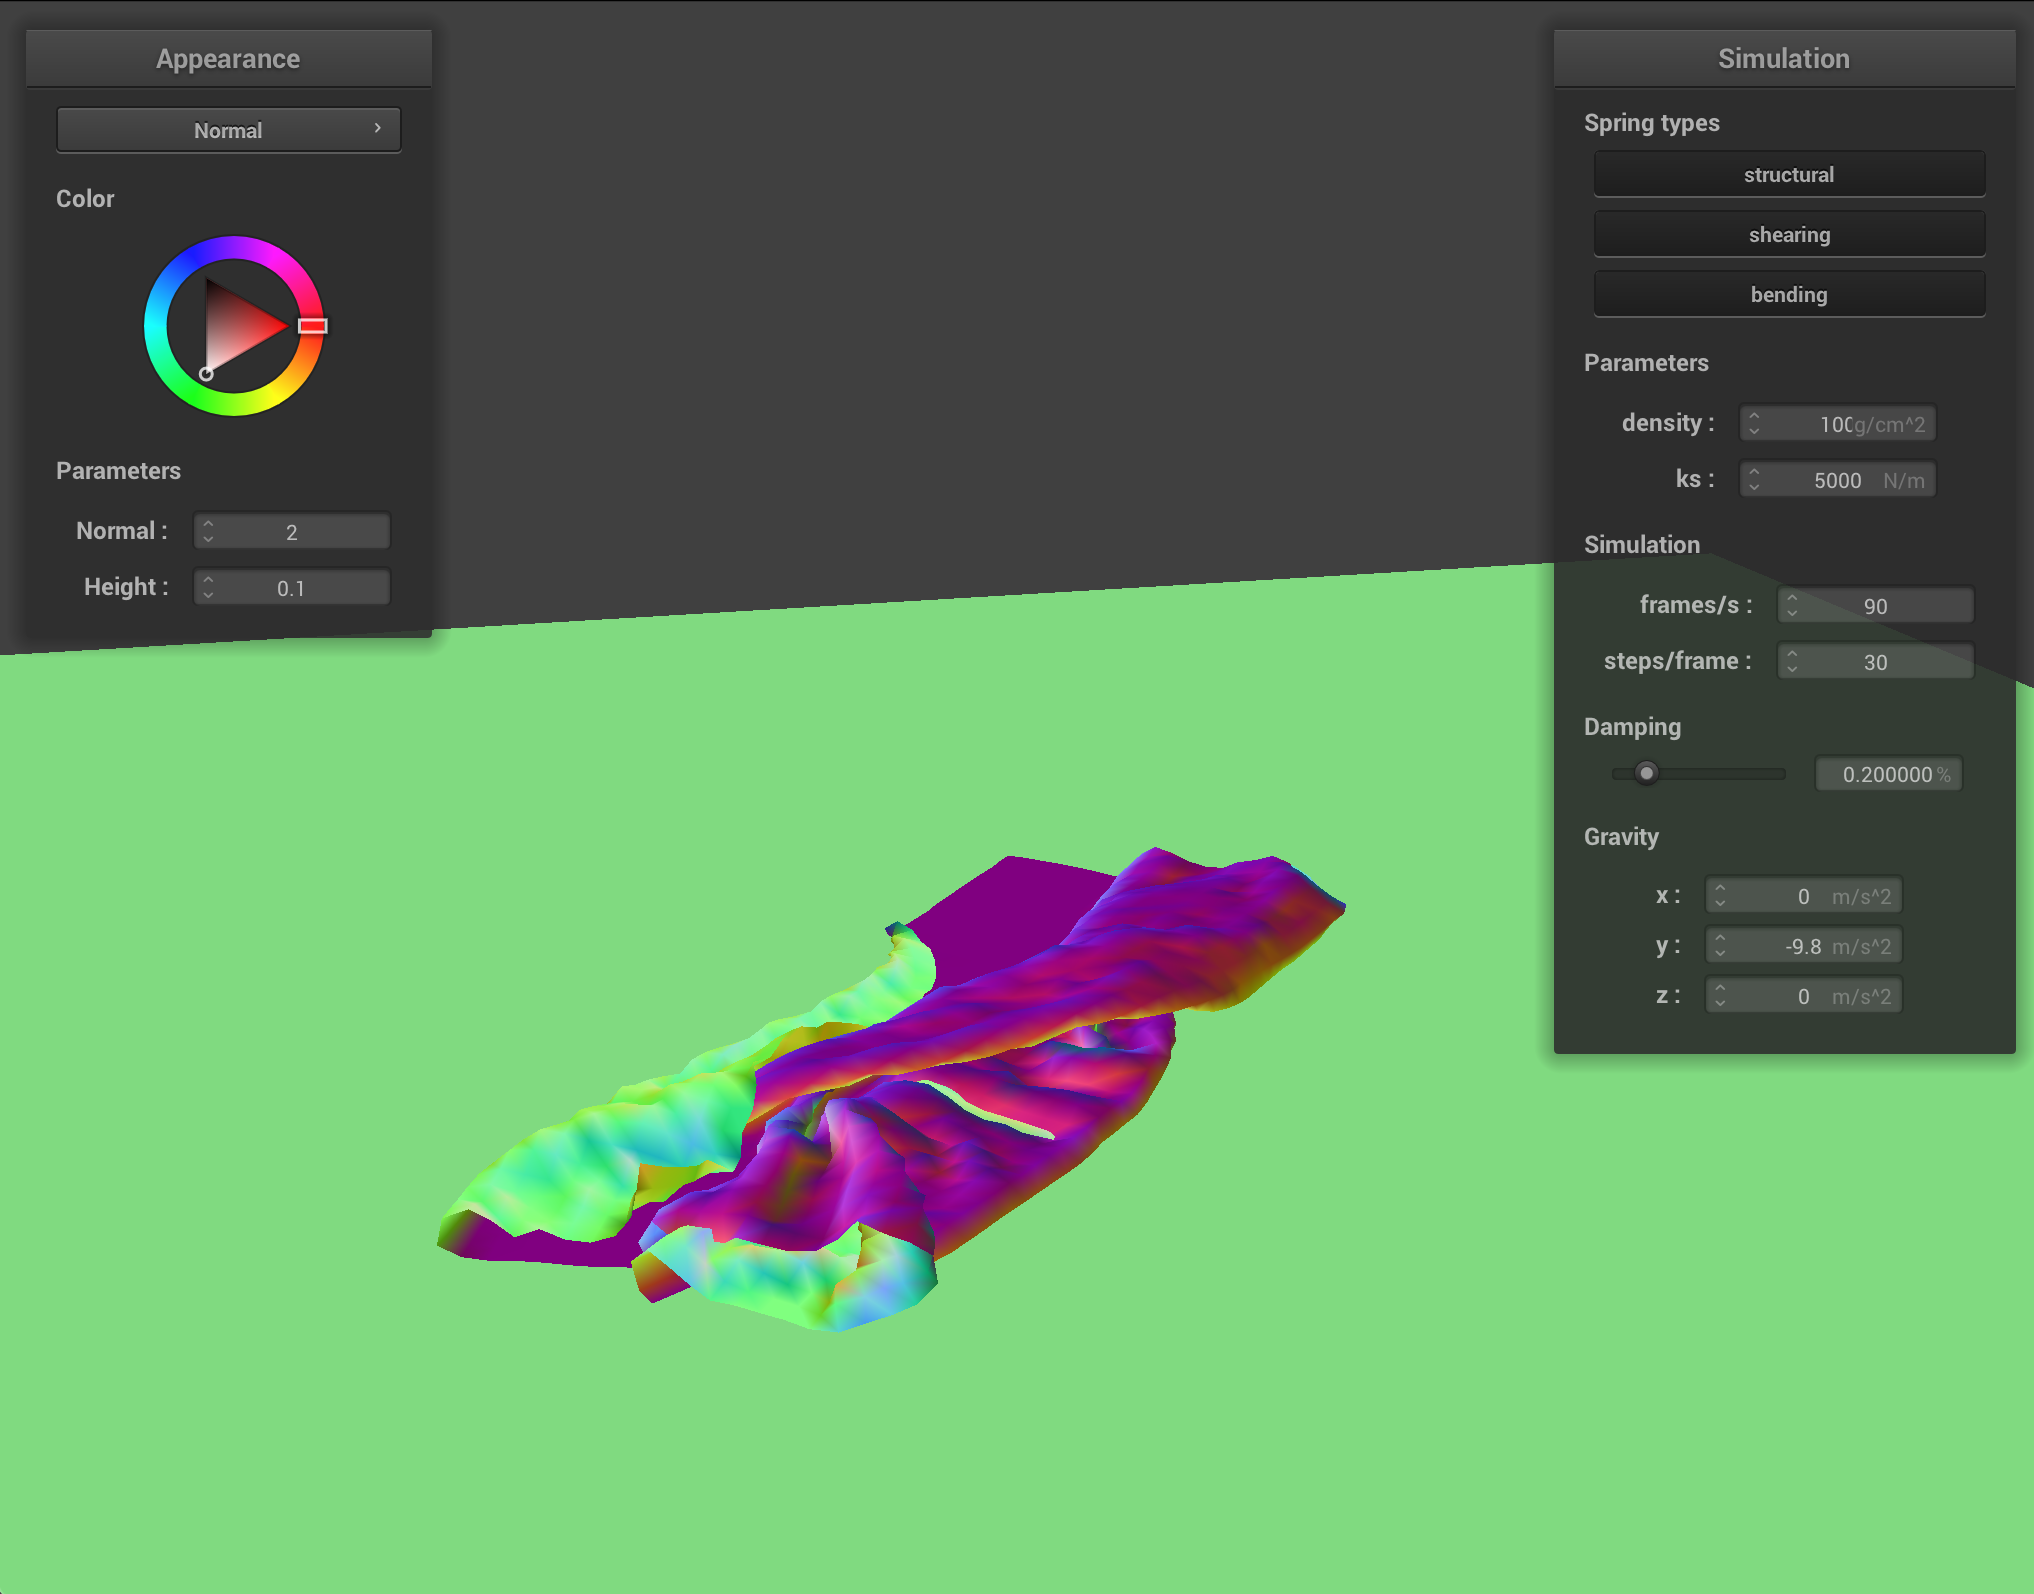 Appearance
Normal
Color
Parameters
Normal :
2
Height :
0.1
Simulation
Spring types
structural
shearing
bending
Parameters
density :
100 g/cm^2
ks :
5000 N/m
Simulation
frames/s :
90
steps/frame :
30
Damping
0.200000 %
Gravity
x :
0 m/s^2
y :
-9.8 m/s^2
z :
0 m/s^2